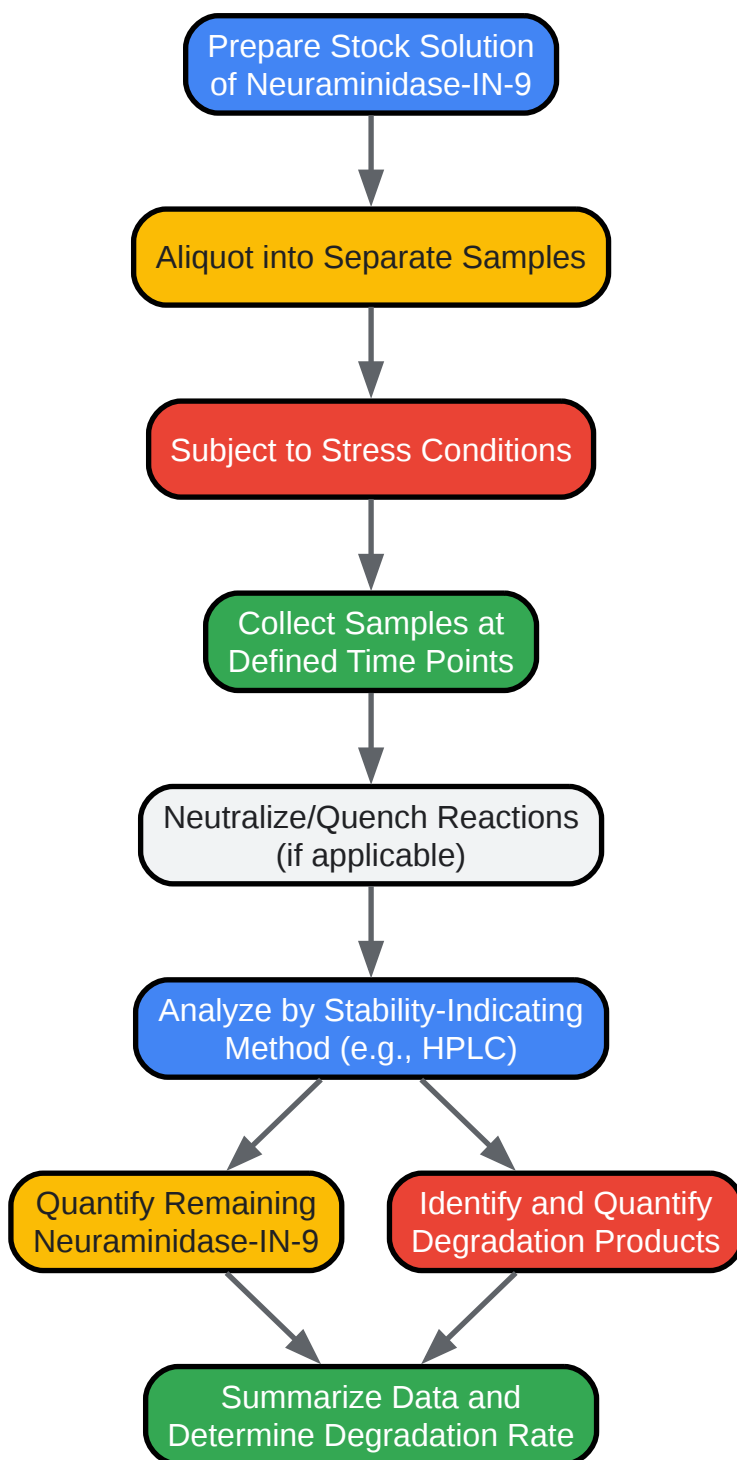 Prepare Stock Solution
of Neuraminidase-IN-9
Aliquot into Separate Samples
Subject to Stress Conditions
Collect Samples at
Defined Time Points
Neutralize/Quench Reactions
(if applicable)
Analyze by Stability-Indicating
Method (e.g., HPLC)
Quantify Remaining
Neuraminidase-IN-9
Identify and Quantify
Degradation Products
Summarize Data and
Determine Degradation Rate